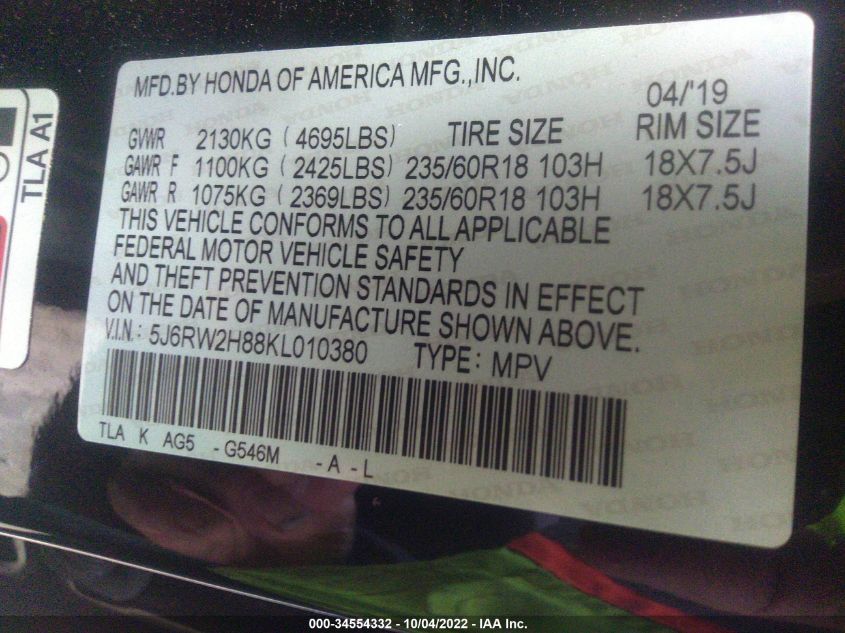 TLA A1
MFD.BY HONDA OF AMERICA MFG.,INC.
04/'19
GVWR 2130KG (4695LBS) TIRE SIZE RIM SIZE
GAWR F 1100KG (2425LBS) 235/60R18 103H 18X7.5J
GAWR R 1075KG (2369LBS) 235/60R18 103H 18X7.5J
THIS VEHICLE CONFORMS TO ALL APPLICABLE
FEDERAL MOTOR VEHICLE SAFETY
AND THEFT PREVENTION STANDARDS IN EFFECT
ON THE DATE OF MANUFACTURE SHOWN ABOVE.
V.I.N.: 5J6RW2H88KL010380 TYPE: MPV
TLA K AG5 -G546M -A -L
000-34554332 - 10/04/2022 - IAA Inc.